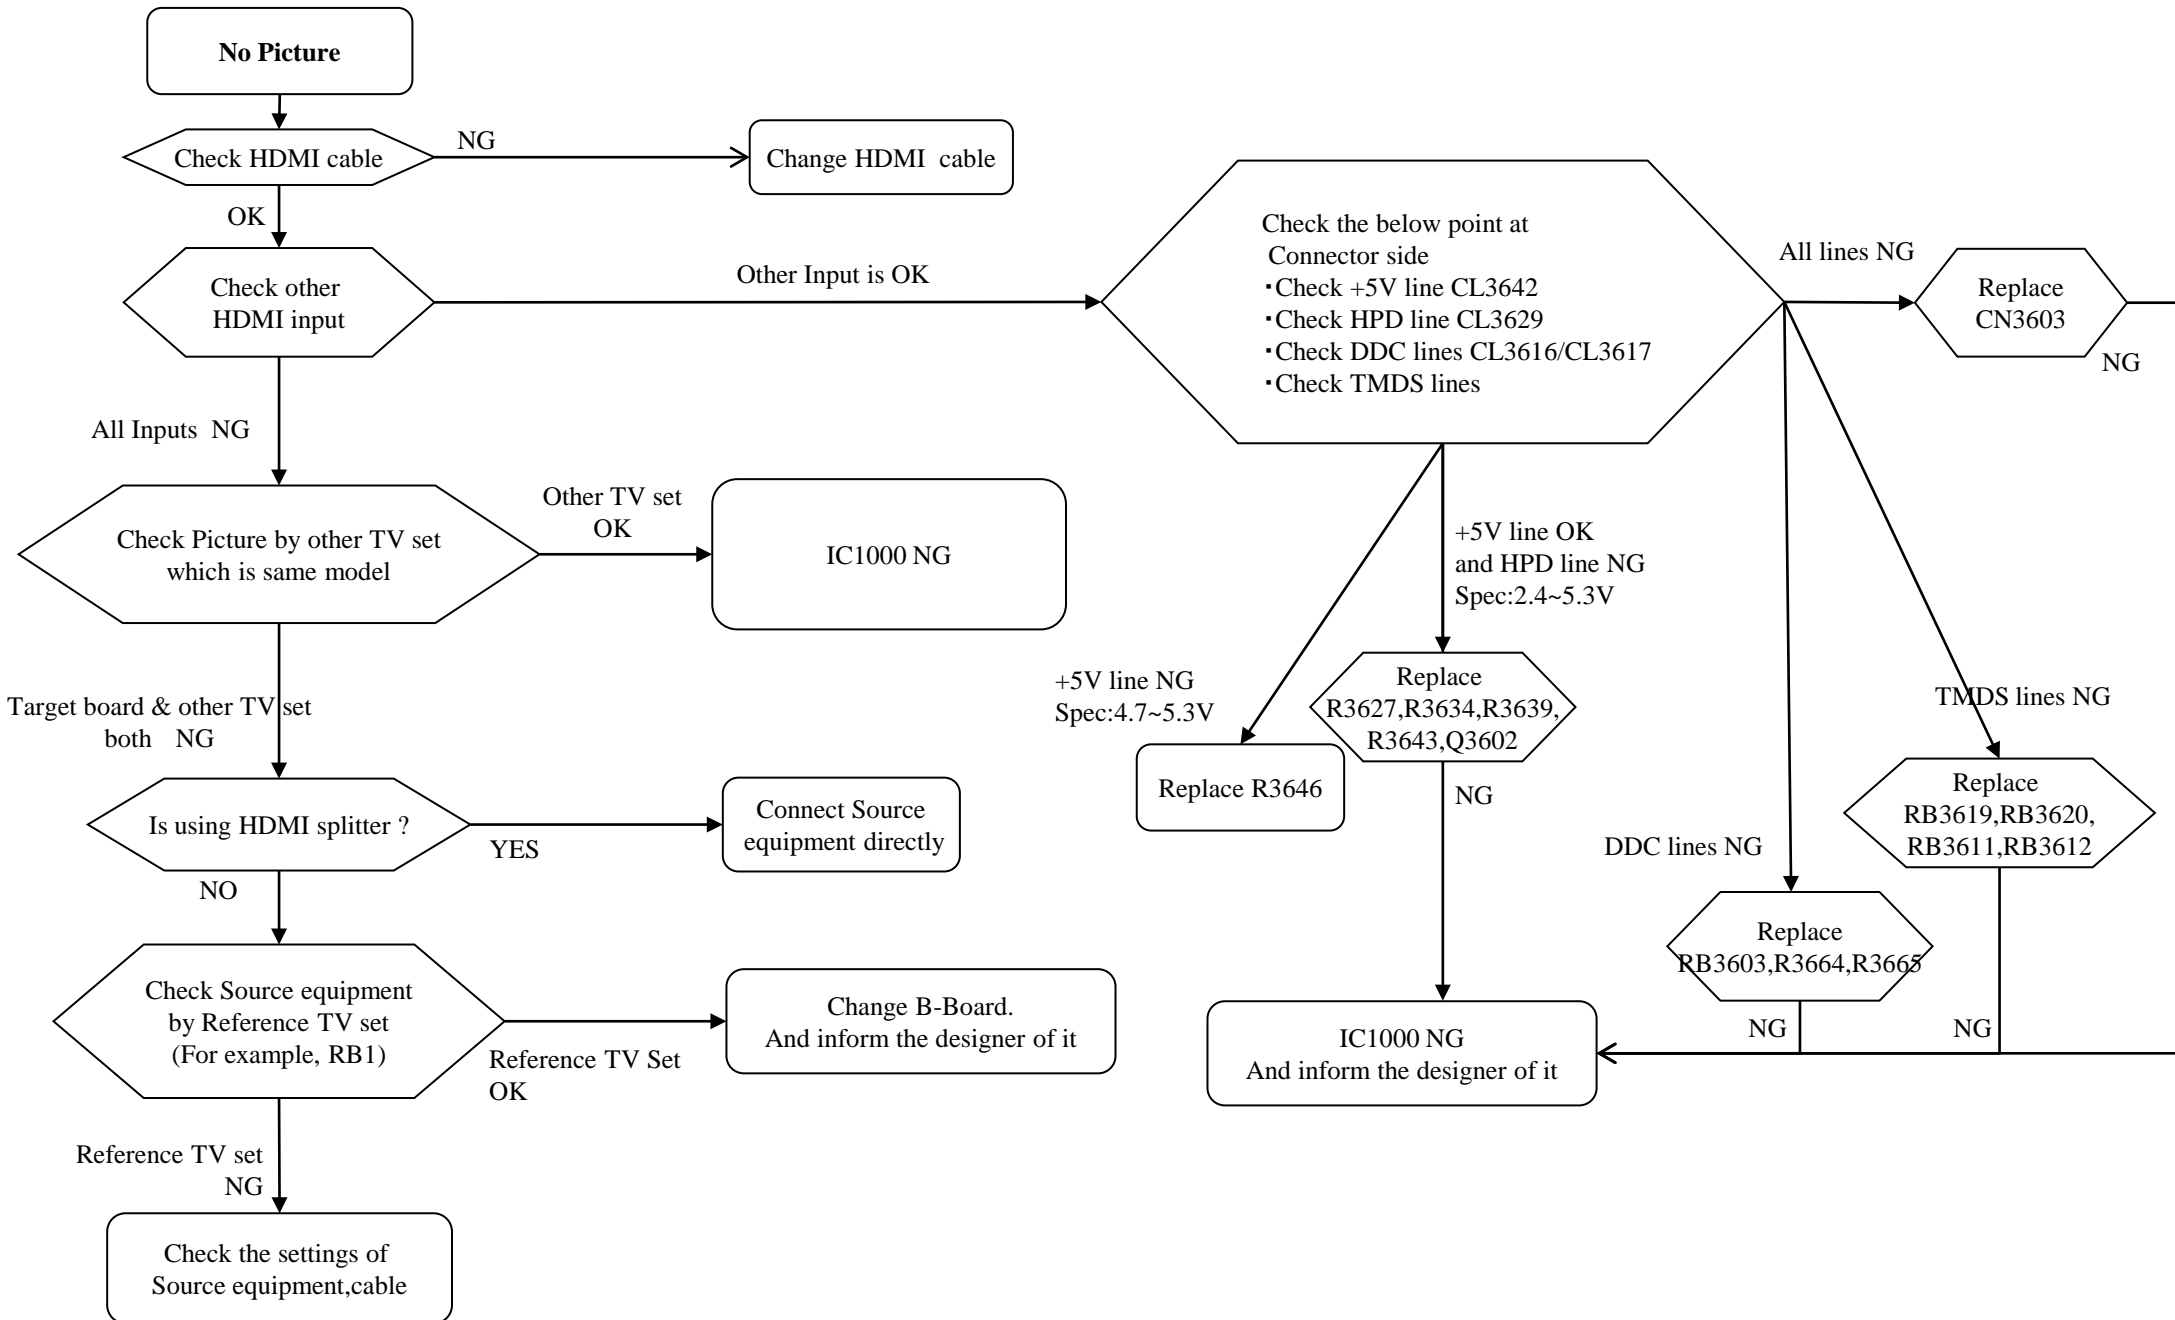 No Picture
Check HDMI cable
NG
Change HDMI  cable
OK
Check other
HDMI input
Other Input is OK
Check the below point at
Connector side
・Check +5V line CL3642
・Check HPD line CL3629
・Check DDC lines CL3616/CL3617
・Check TMDS lines
All lines NG
Replace
CN3603
NG
All Inputs  NG
Check Picture by other TV set
which is same model
Other TV set
OK
IC1000 NG
+5V line OK
and HPD line NG
Spec:2.4~5.3V
+5V line NG
Spec:4.7~5.3V
Replace
R3627,R3634,R3639,
R3643,Q3602
Replace R3646
NG
TMDS lines NG
Replace
RB3619,RB3620,
RB3611,RB3612
DDC lines NG
Replace
RB3603,R3664,R3665
NG
NG
IC1000 NG
And inform the designer of it
Target board & other TV set
both   NG
Is using HDMI splitter ?
YES
Connect Source
equipment directly
NO
Check Source equipment
by Reference TV set
(For example, RB1)
Reference TV Set
OK
Change B-Board.
And inform the designer of it
Reference TV set
NG
Check the settings of
Source equipment,cable